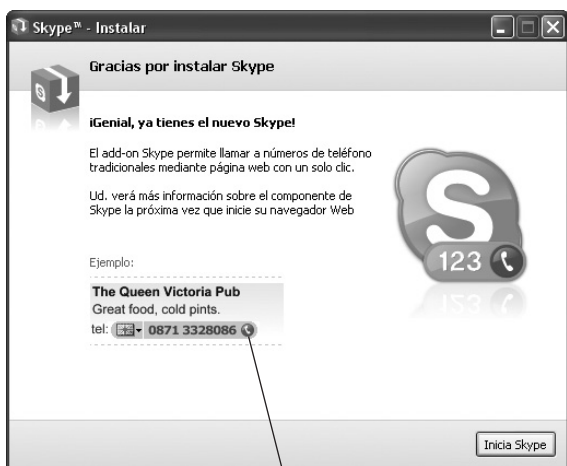 Skype™ - Instalar
Gracias por instalar Skype
¡Genial, ya tienes el nuevo Skype!
El add-on Skype permite llamar a números de teléfono
tradicionales mediante página web con un solo clic.
Ud. verá más información sobre el componente de
Skype la próxima vez que inicie su navegador Web
Ejemplo:
The Queen Victoria Pub
Great food, cold pints.
tel: 0871 3328086
S
S
123
Inicia Skype